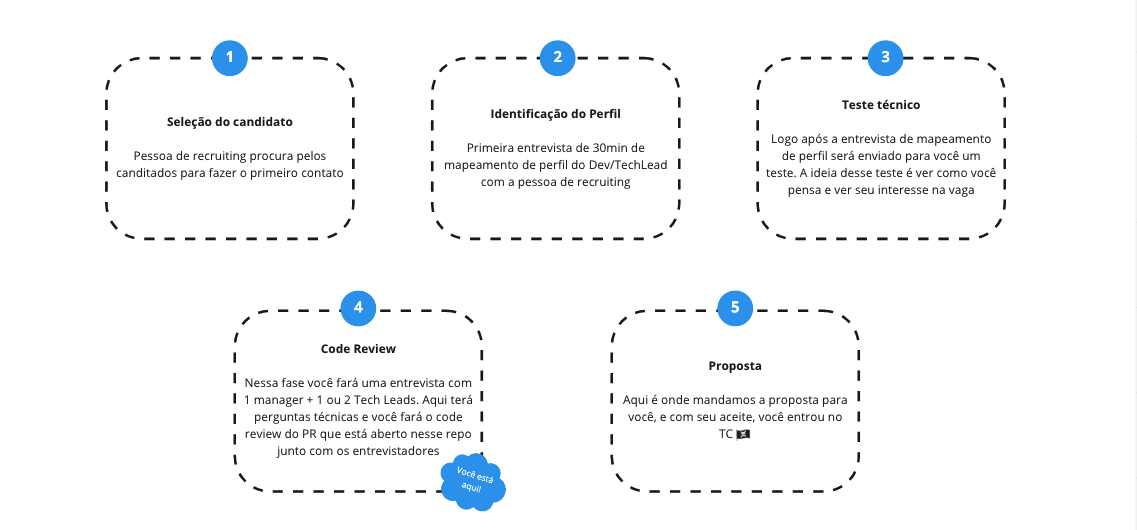 1
Seleção do candidato
Pessoa de recruiting procura pelos
canditados para fazer o primeiro contato
2
Identificação do Perfil
Primeira entrevista de 30min de
mapeamento de perfil do Dev/TechLead
com a pessoa de recruiting
3
Teste técnico
Logo após a entrevista de mapeamento
de perfil será enviado para você um
teste. A ideia desse teste é ver como você
pensa e ver seu interesse na vaga
4
Code Review
Nessa fase você fará uma entrevista com
1 manager + 1 ou 2 Tech Leads. Aqui terá
perguntas técnicas e você fará o code
review do PR que está aberto nesse repo
junto com os entrevistadores
Você está
aqui!
5
Proposta
Aqui é onde mandamos a proposta para
você, e com seu aceite, você entrou no
TC 🏴‍☠️